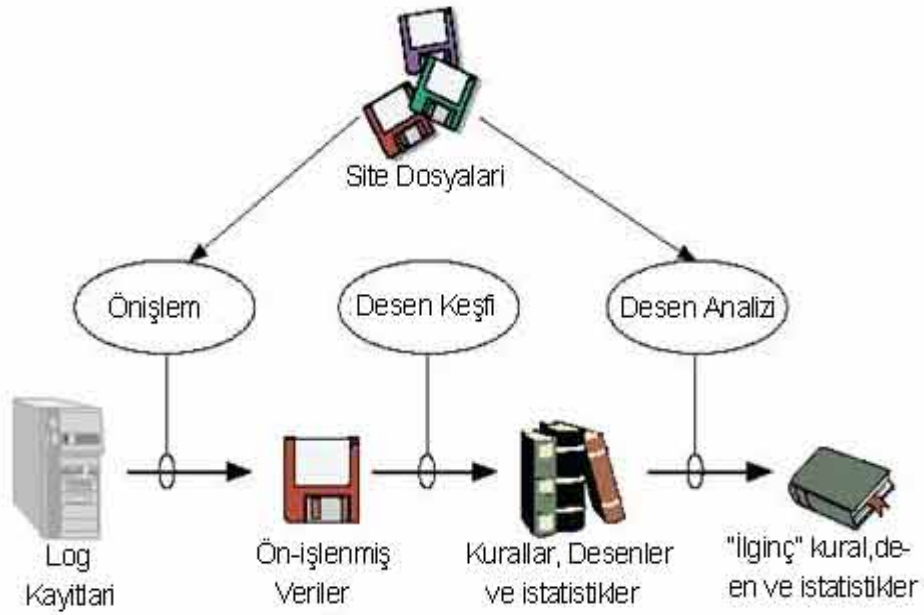 Site Dosyalari
Önişlem
Desen Keşfi
Desen Analizi
Log
Kayitlari
Ön-işlenmiş
Veriler
Kurallar, Desenler
ve istatistikler
"İlginç" kural,de-
en ve istatistikler